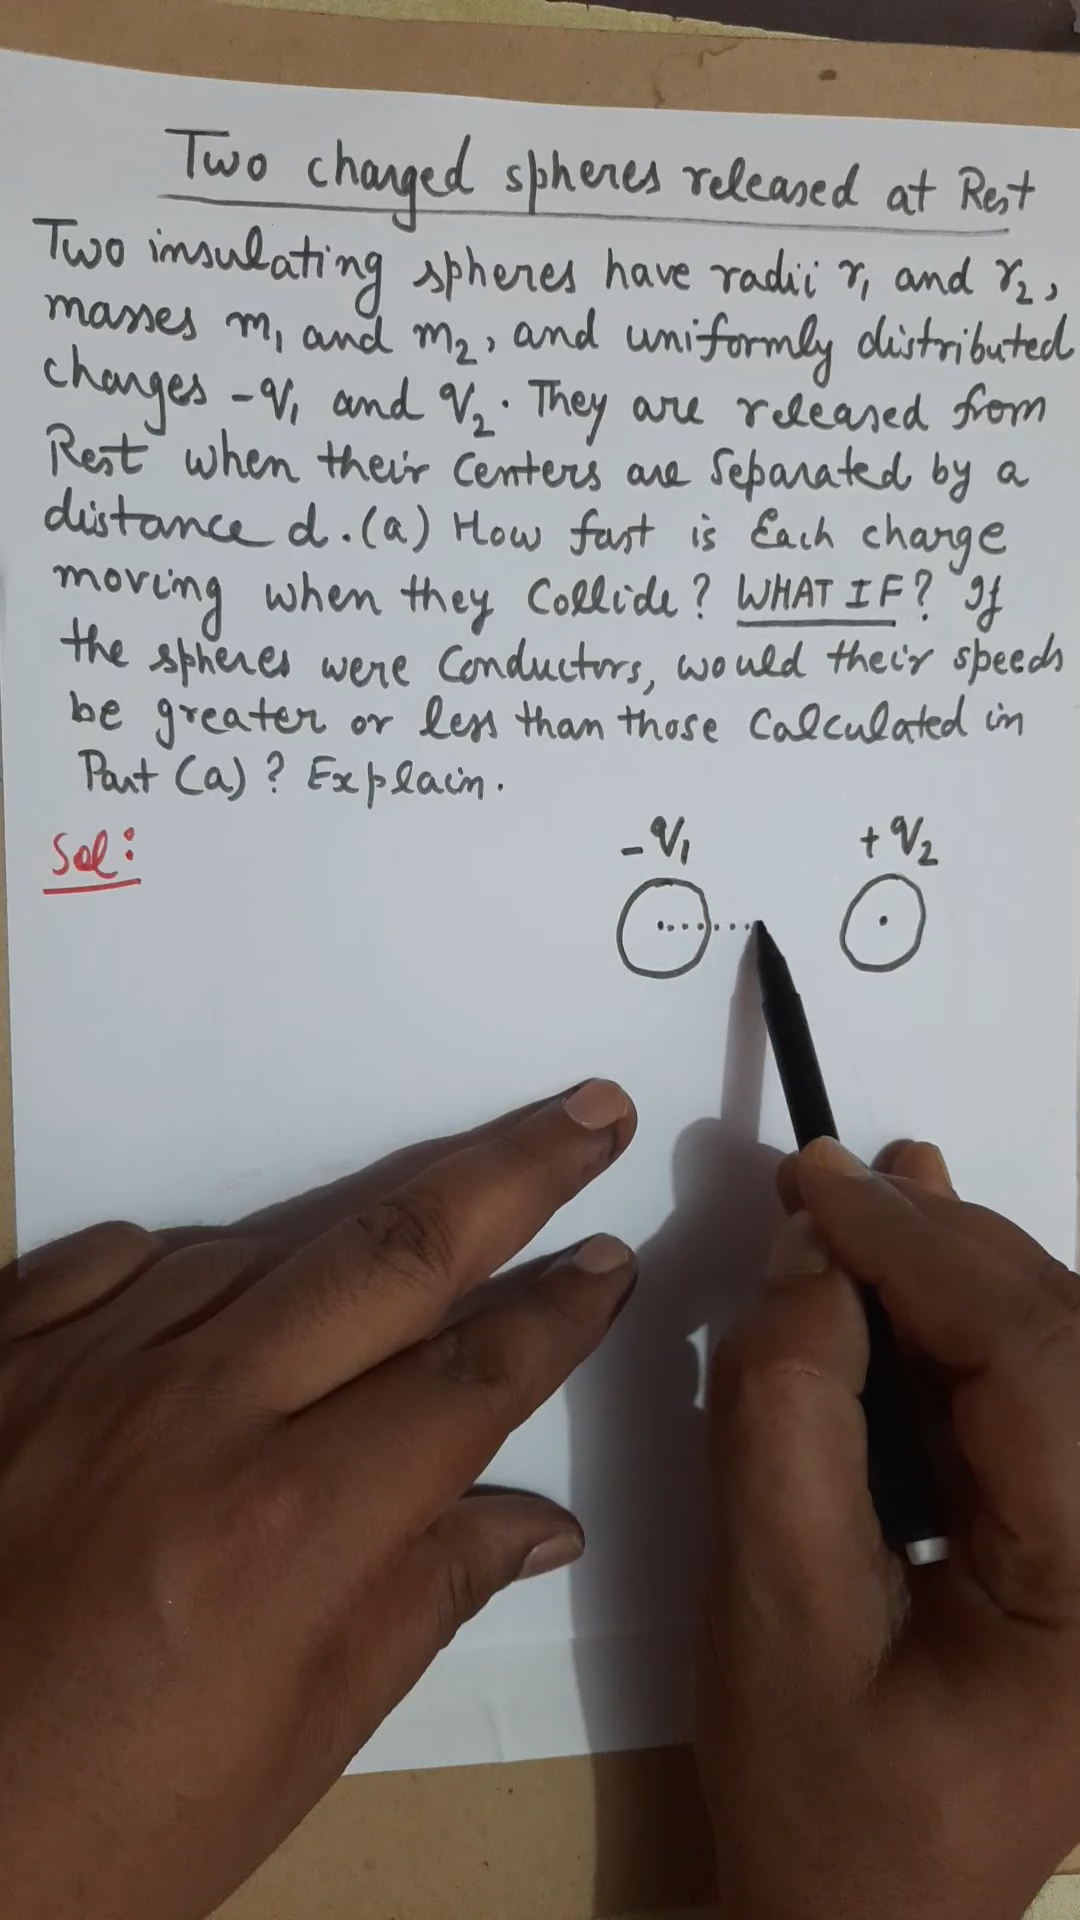 Two charged spheres released at Rest
Two insulating spheres have radii r₁ and r₂,
masses m₁ and m₂, and uniformly distributed
charges -q₁ and q₂. They are released from
Rest when their Centers are Separated by a
distance d. (a) How fast is Each charge
moving when they Collide? WHAT IF? If
the spheres were Conductors, would their speeds
be greater or less than those Calculated in
Part (a)? Explain.
Sol:
-q₁ +q₂